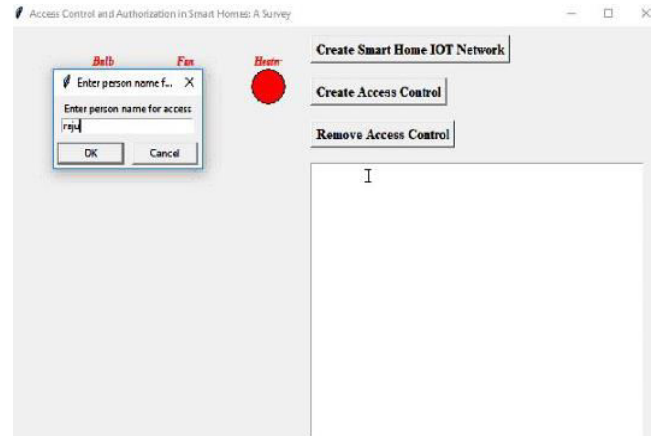 Access Control and Authorization in Smart Homes: A Survey
Bulb Fan Heater
Create Smart Home IOT Network
Enter person name f...
Create Access Control
Enter person name for access
raju
OK Cancel
Remove Access Control